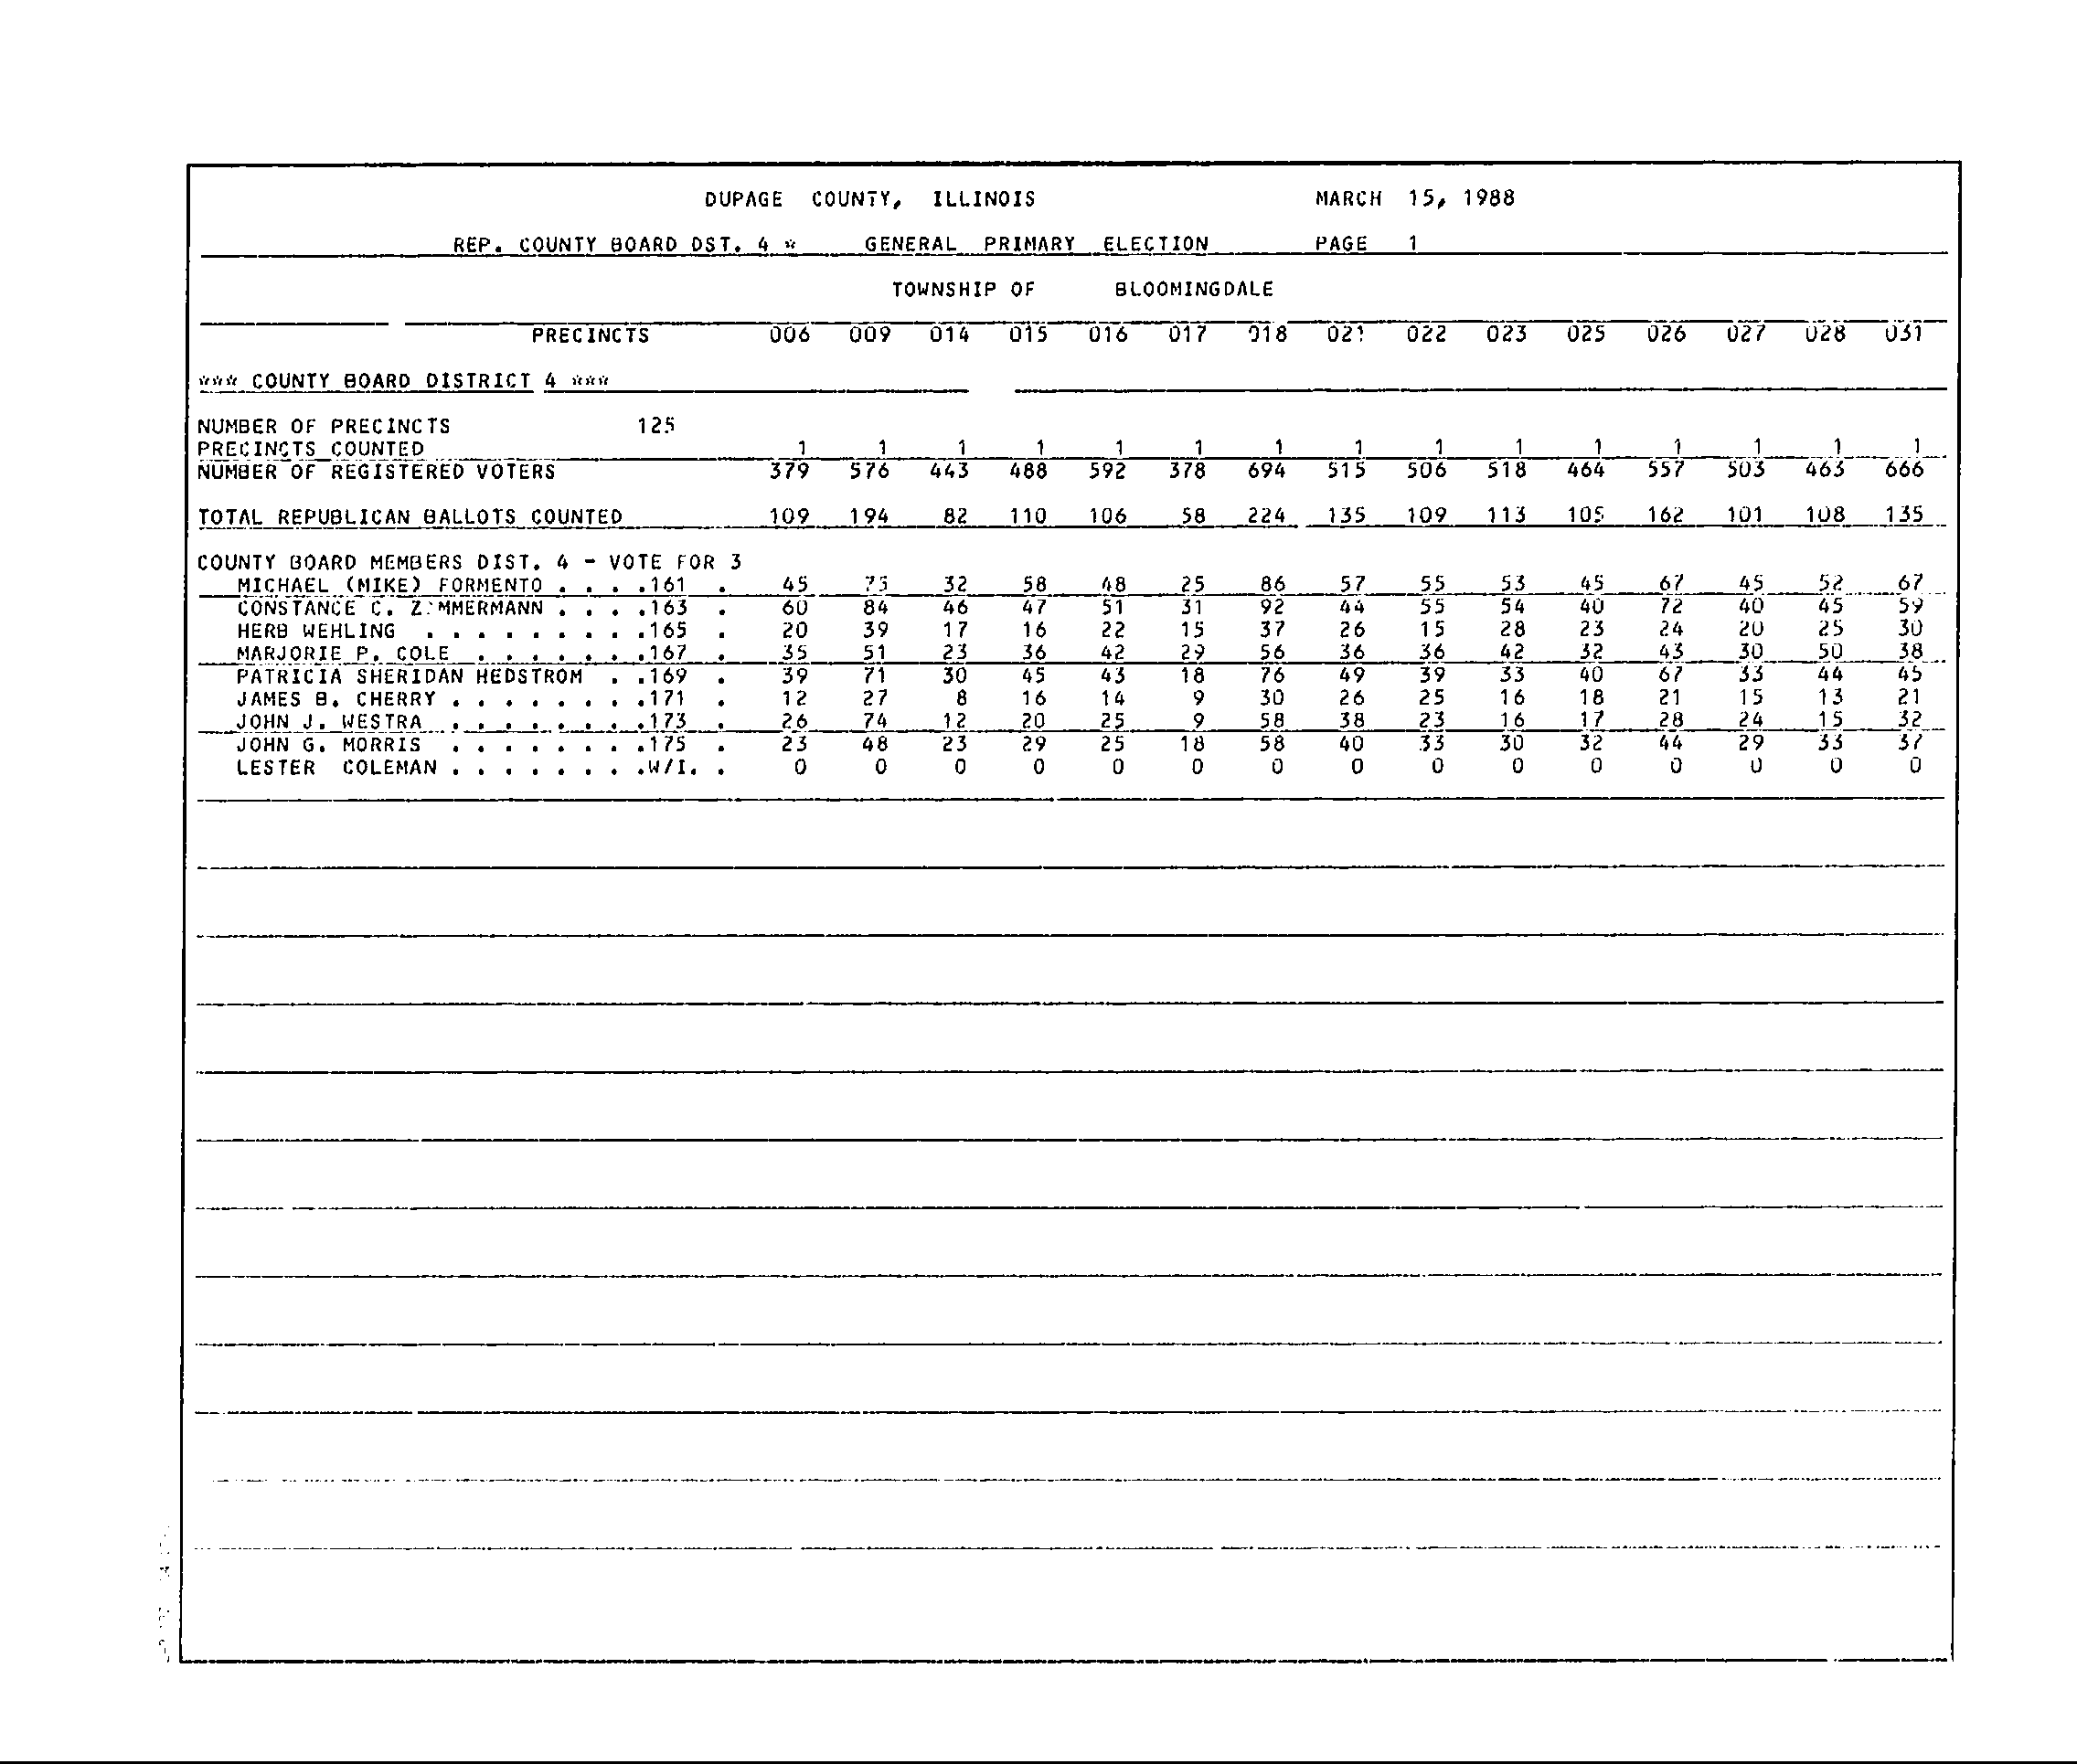 DUPAGE COUNTY, ILLINOIS MARCH 15, 1988
REP. COUNTY BOARD DST. 4 * GENERAL PRIMARY ELECTION PAGE 1
TOWNSHIP OF BLOOMINGDALE
PRECINCTS 006 009 014 015 016 017 018 021 022 023 025 026 027 028 031
*** COUNTY BOARD DISTRICT 4 ***
NUMBER OF PRECINCTS 125
PRECINCTS COUNTED 1 1 1 1 1 1 1 1 1 1 1 1 1 1 1
NUMBER OF REGISTERED VOTERS 379 576 443 488 592 378 694 515 506 518 464 557 503 463 666
TOTAL REPUBLICAN BALLOTS COUNTED 109 194 82 110 106 58 224 135 109 113 105 162 101 108 135
COUNTY BOARD MEMBERS DIST. 4 - VOTE FOR 3
MICHAEL (MIKE) FORMENTO . . . .161 . 45 73 32 58 48 25 86 57 55 53 45 67 45 52 67
CONSTANCE C. ZIMMERMANN . . . .163 . 60 84 46 47 51 31 92 44 55 54 40 72 40 45 59
HERB WEHLING . . . . . . . . .165 . 20 39 17 16 22 15 37 26 15 28 23 24 20 25 30
MARJORIE P. COLE . . . . . . .167 . 35 51 23 36 42 29 56 36 36 42 32 43 30 50 38
PATRICIA SHERIDAN HEDSTROM . .169 . 39 71 30 45 43 18 76 49 39 33 40 67 33 44 45
JAMES B. CHERRY . . . . . . . .171 . 12 27 8 16 14 9 30 26 25 16 18 21 15 13 21
JOHN J. WESTRA . . . . . . . .173 . 26 74 12 20 25 9 58 38 23 16 17 28 24 15 32
JOHN G. MORRIS . . . . . . . .175 . 23 48 23 29 25 18 58 40 33 30 32 44 29 33 37
LESTER COLEMAN . . . . . . . .W/I. . 0 0 0 0 0 0 0 0 0 0 0 0 0 0 0